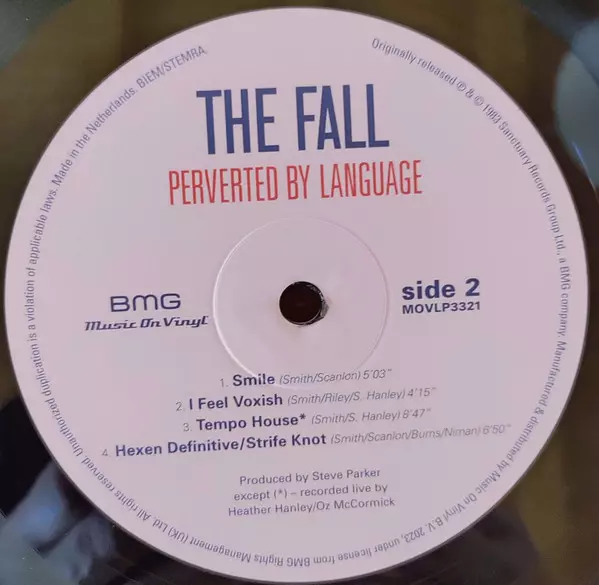 THE FALL
PERVERTED BY LANGUAGE
BMG
Music On Vinyl
side 2
MOVLP3321
1. Smile (Smith/Scanlon) 5'03"
2. I Feel Voxish (Smith/Riley/S. Hanley) 4'15"
3. Tempo House* (Smith/S. Hanley) 8'47"
4. Hexen Definitive/Strife Knot (Smith/Scanlon/Burns/Niman) 6'50"
Produced by Steve Parker
except (*) – recorded live by
Heather Hanley/Oz McCormick
Originally released ℗ & © 1983 Sanctuary Records Group Ltd., a BMG company. Manufactured & distributed by Music On Vinyl B.V. 2023, under license from BMG Rights Management (UK) Ltd. All rights reserved. Unauthorized duplication is a violation of applicable laws. Made in the Netherlands. BIEM/STEMRA.